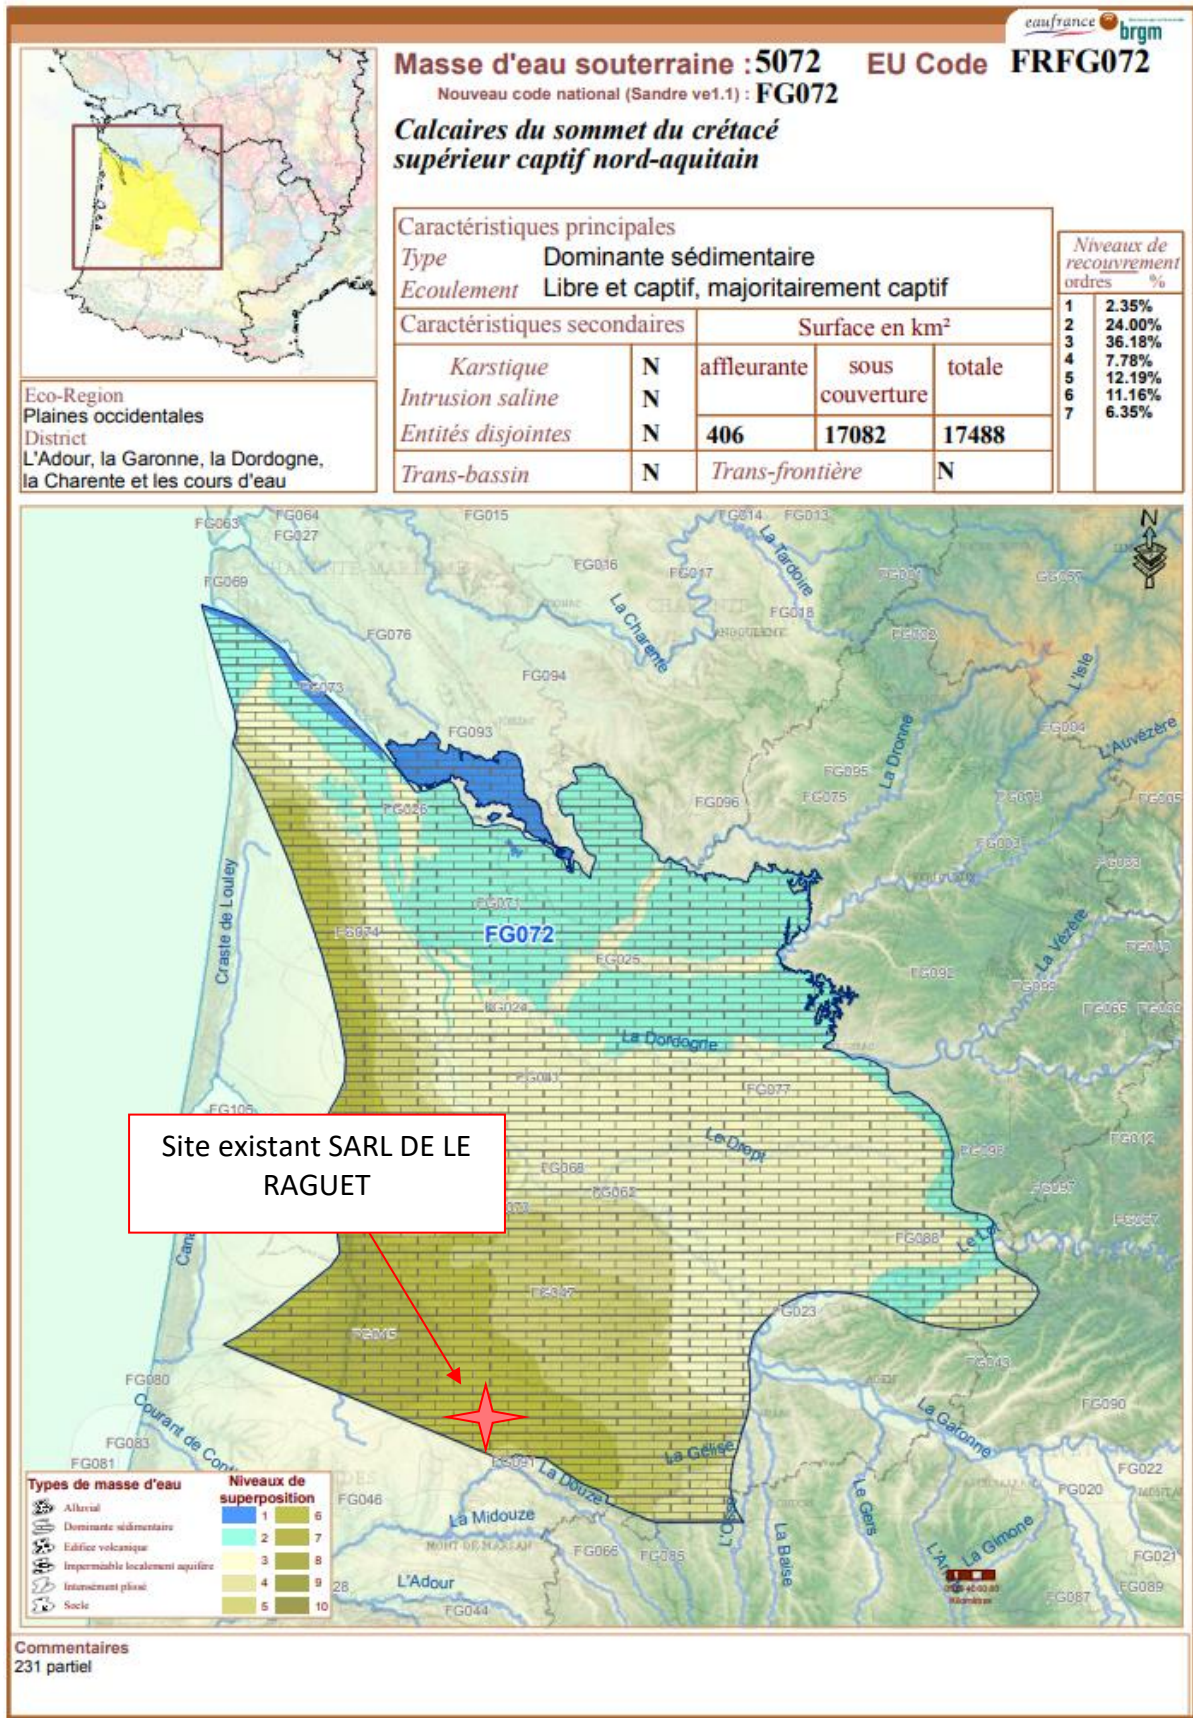 eaufrance
brgm
Masse d'eau souterraine : 5072 EU Code FRFG072
Nouveau code national (Sandre ve1.1) : FG072
Calcaires du sommet du crétacé
supérieur captif nord-aquitain
Caractéristiques principales
Type Dominante sédimentaire
Ecoulement Libre et captif, majoritairement captif
Caractéristiques secondaires Surface en km²
Karstique N affleurante sous totale
Intrusion saline N couverture
Entités disjointes N 406 17082 17488
Trans-bassin N Trans-frontière N
Niveaux de
recouvrement
ordres %
1 2.35%
2 24.00%
3 36.18%
4 7.78%
5 12.19%
6 11.16%
7 6.35%
Eco-Region
Plaines occidentales
District
L'Adour, la Garonne, la Dordogne,
la Charente et les cours d'eau
N
FG063
FG064
FG027
FG015
FG014 FG013
FG069
FG016
FG017
La Tardoire
La Charente
FG018
FG076
FG094
FG073
FG093
L'Isle
FG004
L'Auvézère
La Dronne
FG095
FG075
FG096
FG026
Craste de Louley
FG071
FG074
FG072
FG025
FG092
La Vézère
FG024
La Dordogne
FG077
FG105
Site existant SARL DE LE
RAGUET
Le Dropt
FG068
FG062
FG088
Le Lot
FG047
FG023
FG045
FG043
FG080
Courant de Cont
FG083
FG081
La Garonne
FG090
La Gélise
FG091
La Douze
FG022
FG020
FG046
La Midouze
MONT-DE-MARSAN
FG066
FG085
L'Osse
La Baïse
Le Gers
La Gimone
FG021
FG089
FG087
L'Adour
FG044
Types de masse d'eau
Alluvial
Dominante sédimentaire
Edifice volcanique
Imperméable localement aquifère
Intensément plissé
Socle
Niveaux de
superposition
1 6
2 7
3 8
4 9
5 10
Kilomètres
Commentaires
231 partiel